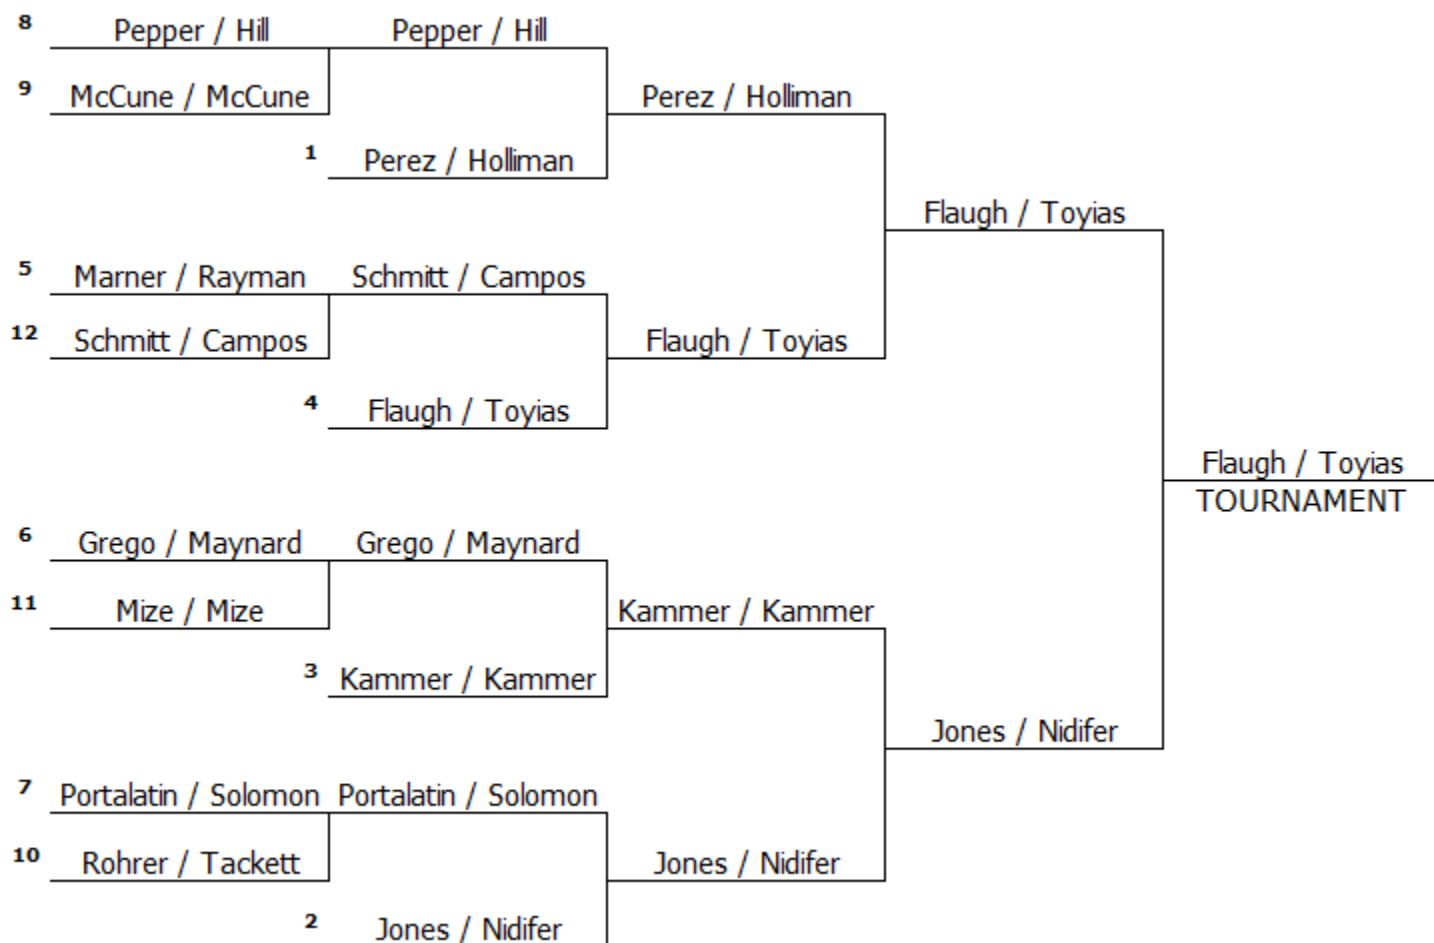 8 Pepper / Hill Pepper / Hill
9 McCune / McCune Perez / Holliman
1 Perez / Holliman
Flaugh / Toyias
5 Marner / Rayman Schmitt / Campos
12 Schmitt / Campos Flaugh / Toyias
4 Flaugh / Toyias
Flaugh / Toyias
TOURNAMENT
6 Grego / Maynard Grego / Maynard
11 Mize / Mize Kammer / Kammer
3 Kammer / Kammer
Jones / Nidifer
7 Portalatin / Solomon Portalatin / Solomon
10 Rohrer / Tackett Jones / Nidifer
2 Jones / Nidifer